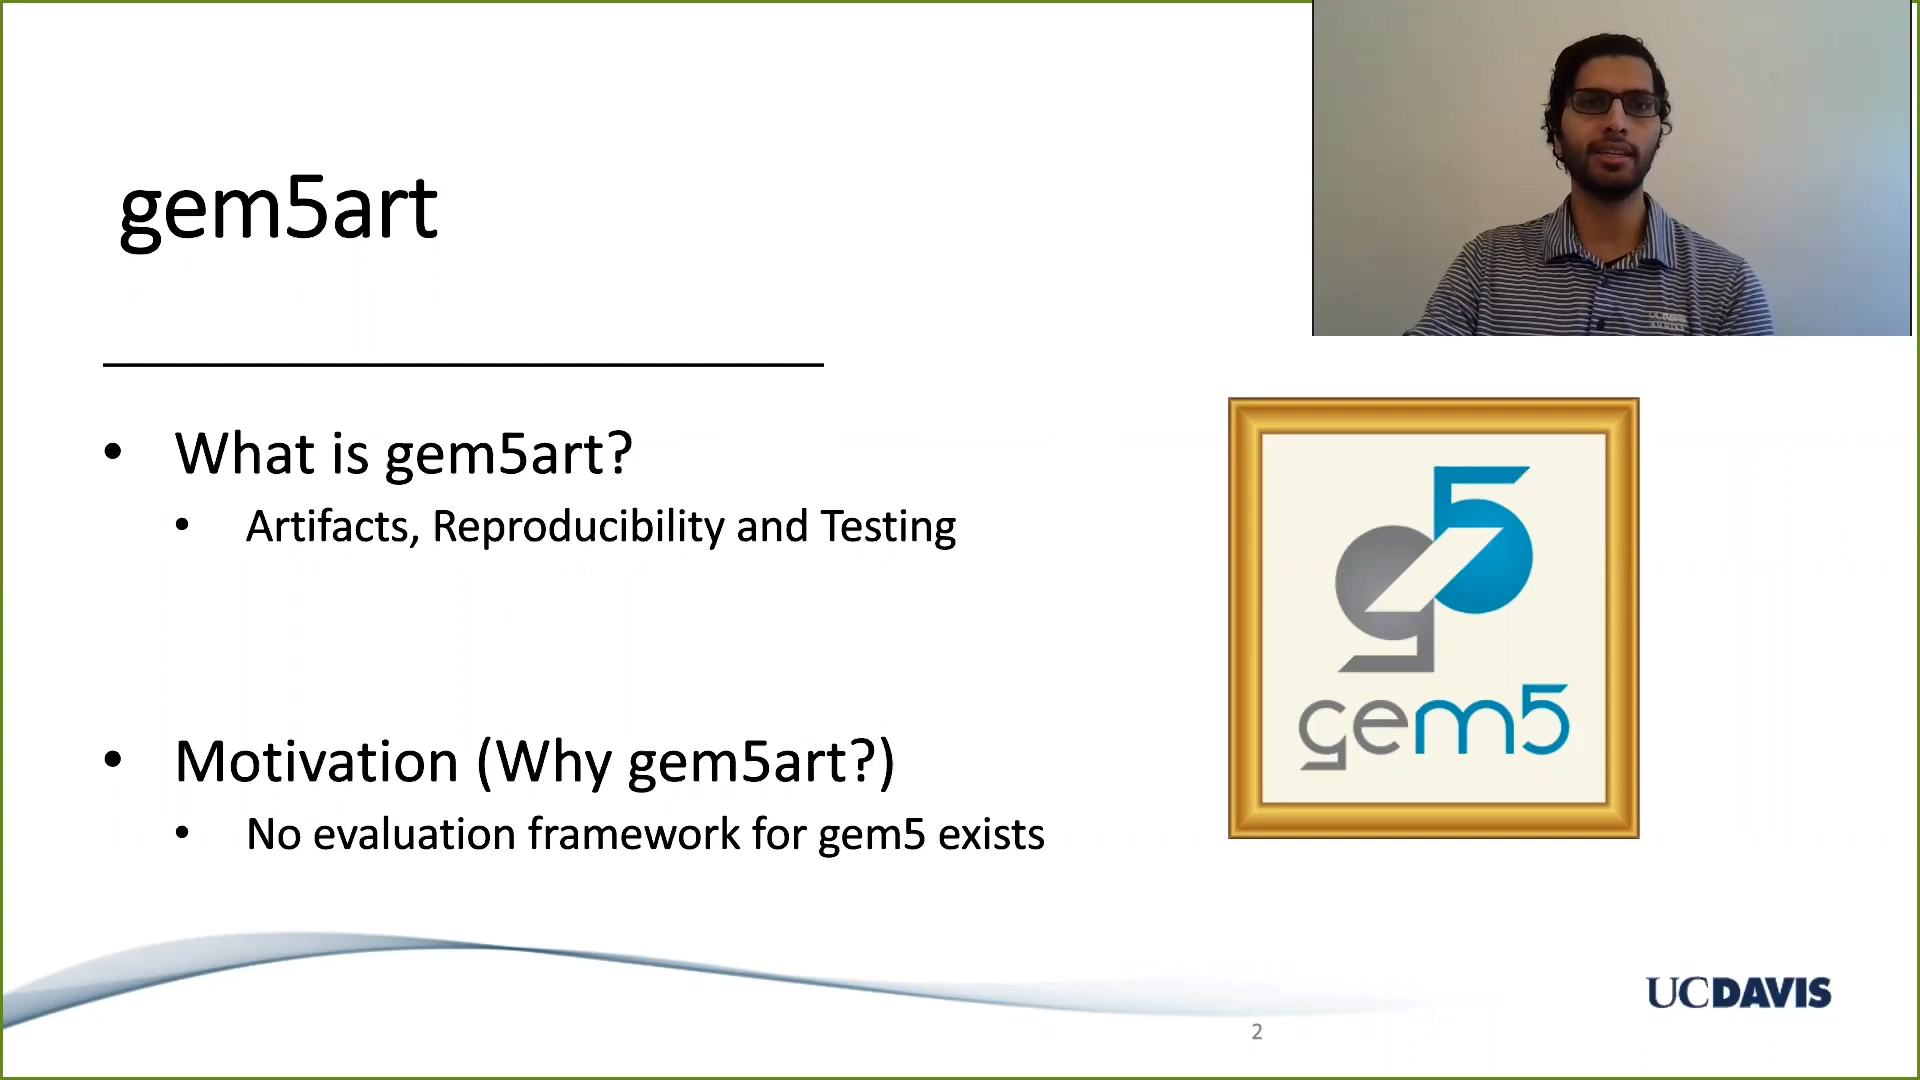 gem5art
• What is gem5art?
• Artifacts, Reproducibility and Testing
• Motivation (Why gem5art?)
• No evaluation framework for gem5 exists
gem5
UCDAVIS
2